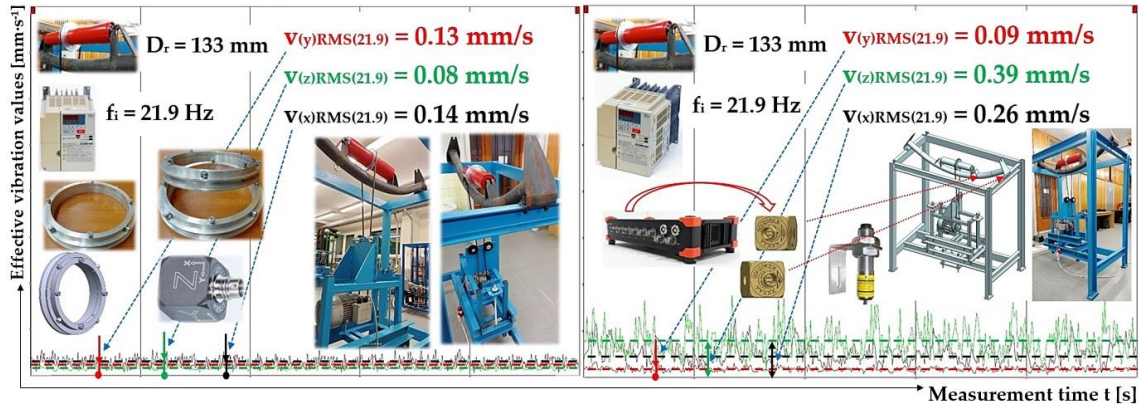 Effective vibration values [mm·s⁻¹]
Dr = 133 mm
v(y)RMS(21.9) = 0.13 mm/s
v(z)RMS(21.9) = 0.08 mm/s
fi = 21.9 Hz
v(x)RMS(21.9) = 0.14 mm/s
X
Y
Z
Dr = 133 mm
v(y)RMS(21.9) = 0.09 mm/s
v(z)RMS(21.9) = 0.39 mm/s
fi = 21.9 Hz
v(x)RMS(21.9) = 0.26 mm/s
Measurement time t [s]